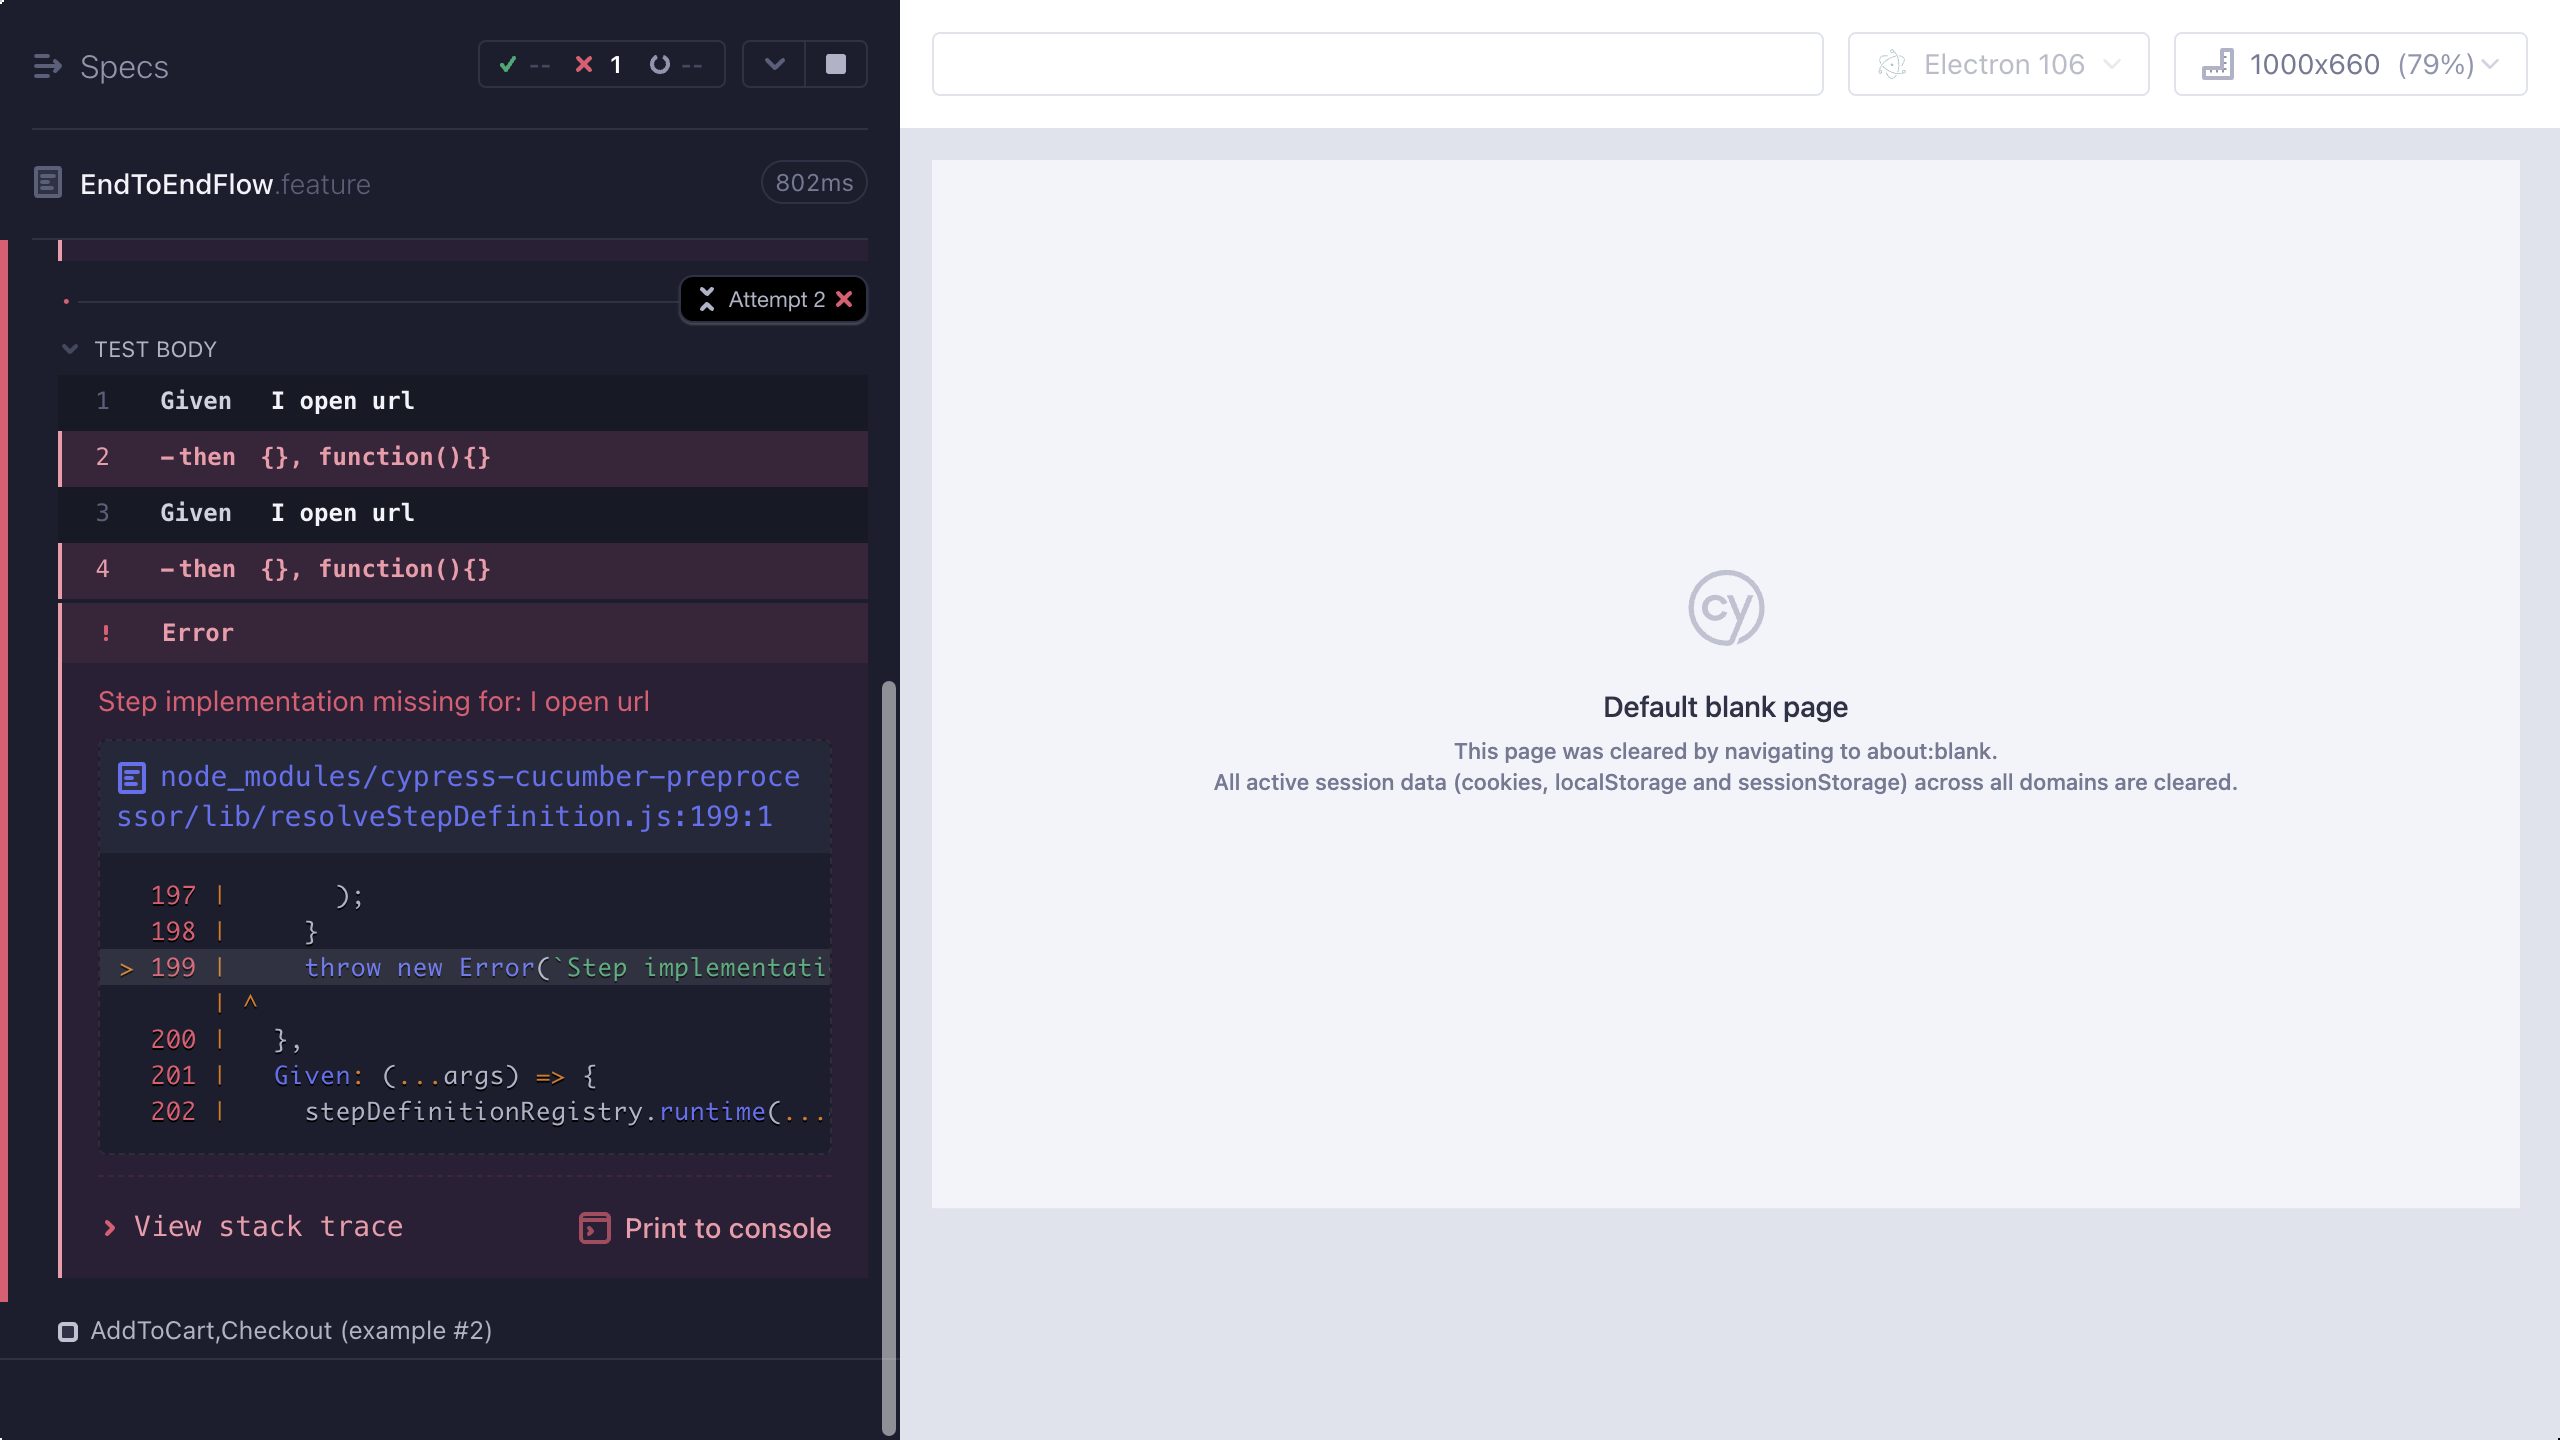 Specs
-- 1 --
EndToEndFlow.feature
802ms
Attempt 2
TEST BODY
1 Given I open url
2 -then {}, function(){}
3 Given I open url
4 -then {}, function(){}
! Error
Step implementation missing for: I open url
node_modules/cypress-cucumber-preproce
ssor/lib/resolveStepDefinition.js:199:1
197 | );
198 | }
> 199 | throw new Error(`Step implementati
| ^
200 | },
201 | Given: (...args) => {
202 | stepDefinitionRegistry.runtime(...
View stack trace
Print to console
AddToCart,Checkout (example #2)
Electron 106
1000x660 (79%)
cy
Default blank page
This page was cleared by navigating to about:blank.
All active session data (cookies, localStorage and sessionStorage) across all domains are cleared.